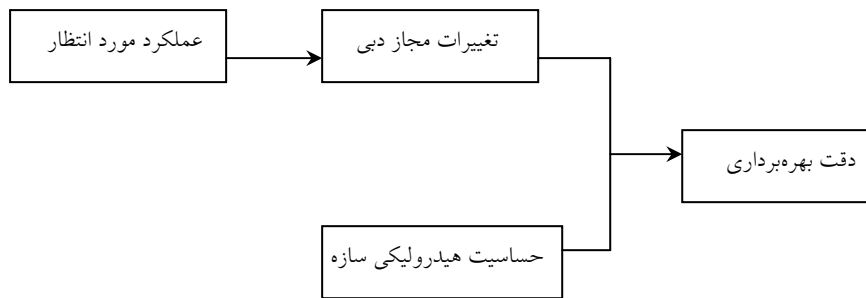 عملکرد مورد انتظار
تغییرات مجاز دبی
دقت بهره‌برداری
حساسیت هیدرولیکی سازه